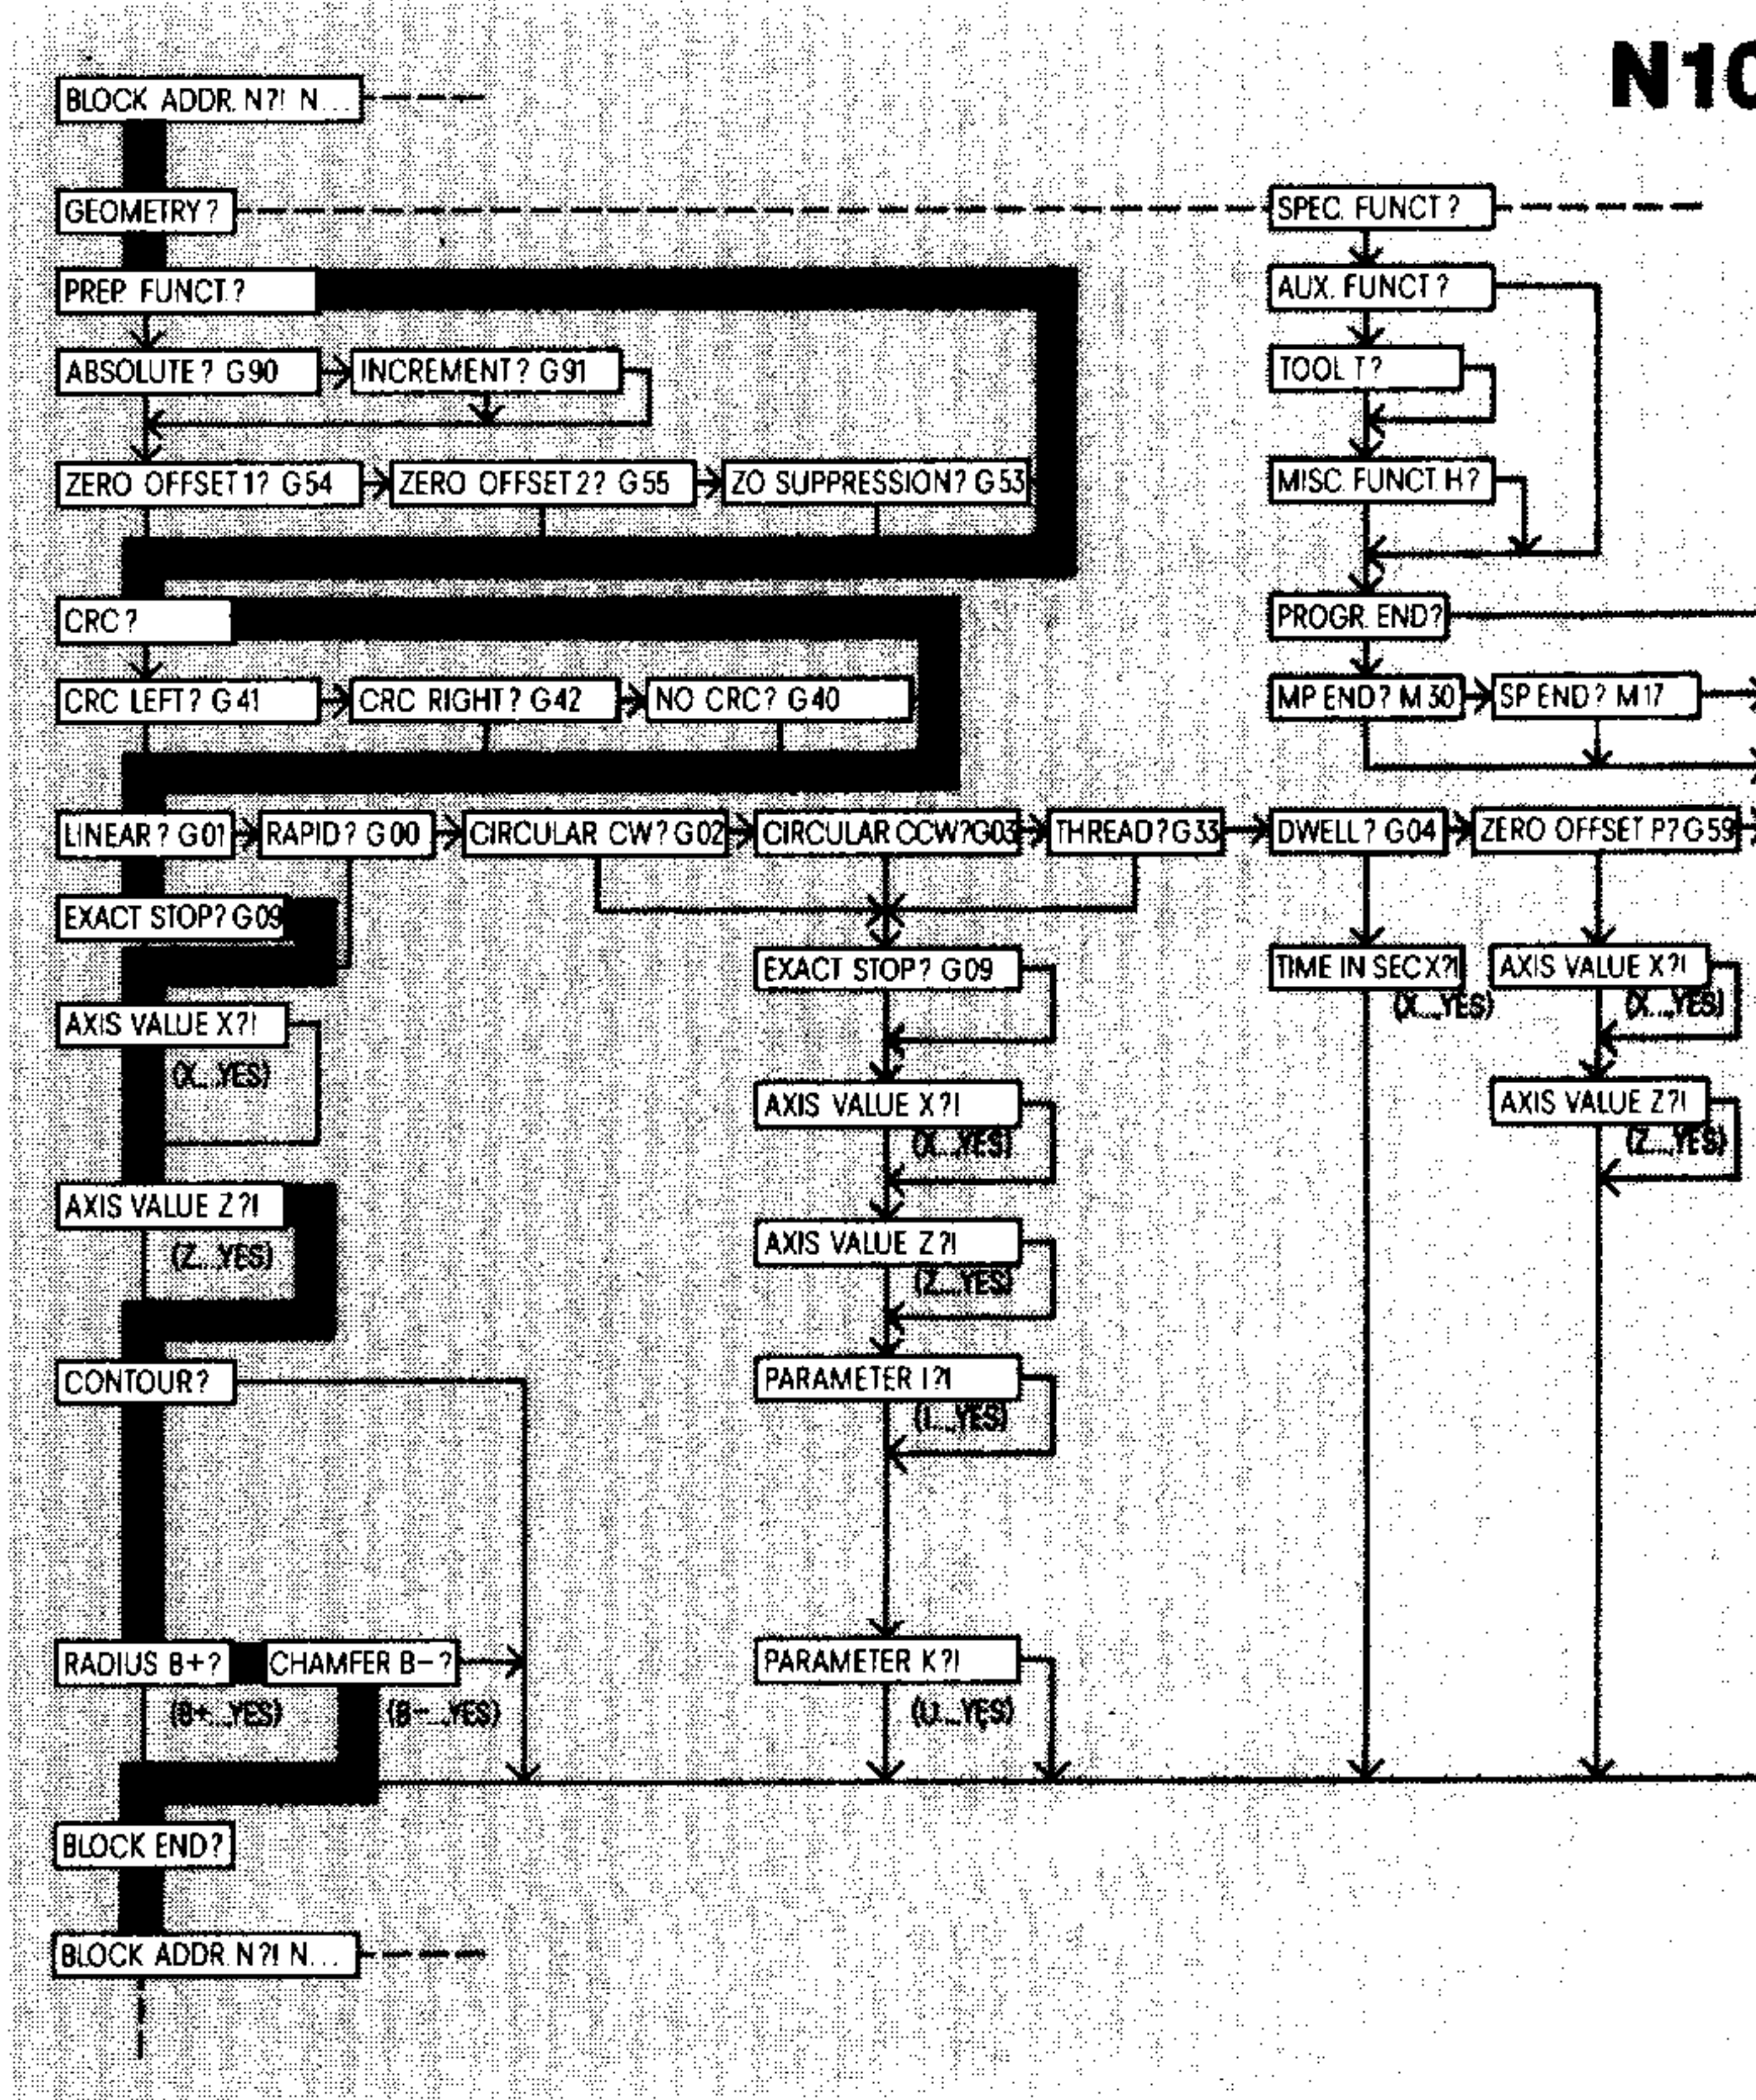 N10
BLOCK ADDR. N?! N...
GEOMETRY?
SPEC. FUNCT?
PREP. FUNCT.?
AUX. FUNCT?
ABSOLUTE? G90
INCREMENT? G91
TOOL T?
ZERO OFFSET1? G54
ZERO OFFSET2? G55
ZO SUPPRESSION? G53
MISC. FUNCT. H?
CRC?
PROGR. END?
CRC LEFT? G41
CRC RIGHT? G42
NO CRC? G40
MP END? M30
SP END? M17
LINEAR? G01
RAPID? G00
CIRCULAR CW? G02
CIRCULAR CCW?G03
THREAD?G33
DWELL? G04
ZERO OFFSET P?G59
EXACT STOP? G09
EXACT STOP? G09
TIME IN SEC X?!
(X...YES)
AXIS VALUE X?!
(X...YES)
AXIS VALUE X?!
(X...YES)
AXIS VALUE X?!
(X...YES)
AXIS VALUE Z?!
(Z...YES)
AXIS VALUE Z?!
(Z...YES)
AXIS VALUE Z?!
(Z...YES)
CONTOUR?
PARAMETER I?!
(I...YES)
RADIUS B+?
(B+...YES)
CHAMFER B-?
(B-...YES)
PARAMETER K?!
(U...YES)
BLOCK END?
BLOCK ADDR. N?! N...